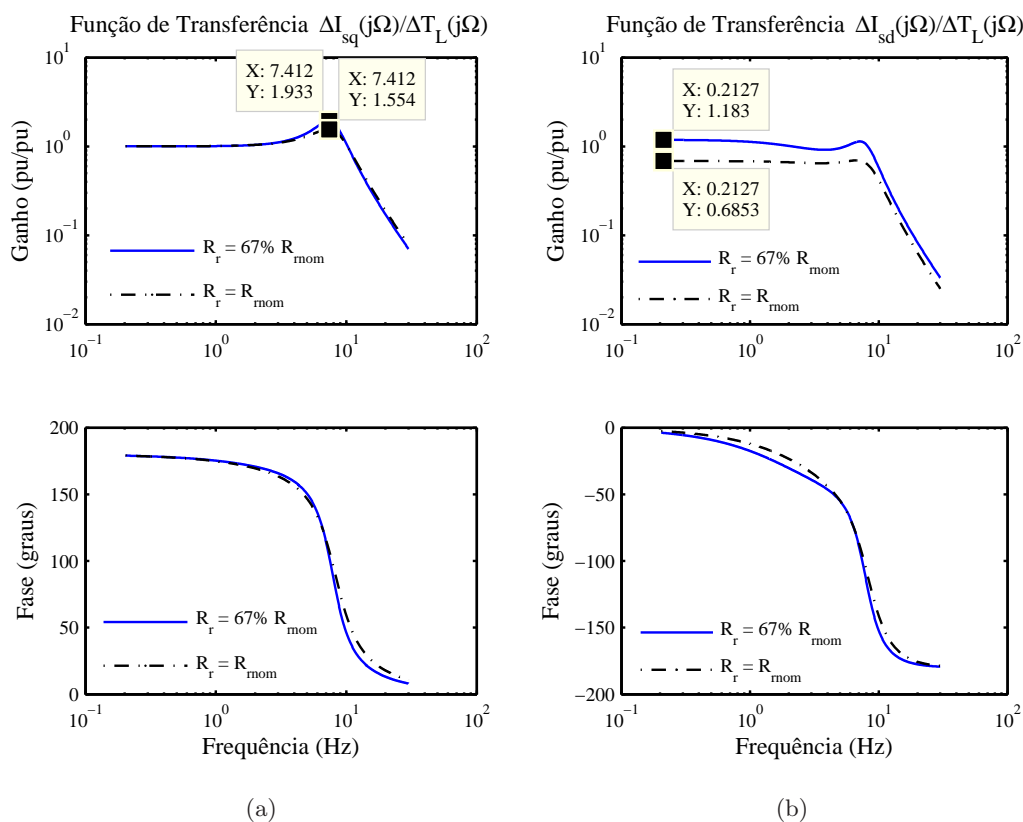 Função de Transferência ΔI_sq(jΩ)/ΔT_L(jΩ)
Ganho (pu/pu)
10^1
10^0
10^-1
10^-2
X: 7.412
Y: 1.933
X: 7.412
Y: 1.554
R_r = 67% R_rnom
R_r = R_rnom
10^-1
10^0
10^1
10^2
Função de Transferência ΔI_sd(jΩ)/ΔT_L(jΩ)
Ganho (pu/pu)
10^1
10^0
10^-1
10^-2
X: 0.2127
Y: 1.183
X: 0.2127
Y: 0.6853
R_r = 67% R_rnom
R_r = R_rnom
10^-1
10^0
10^1
10^2
Fase (graus)
200
150
100
50
0
R_r = 67% R_rnom
R_r = R_rnom
10^-1
10^0
10^1
10^2
Frequência (Hz)
Fase (graus)
0
−50
−100
−150
−200
R_r = 67% R_rnom
R_r = R_rnom
10^-1
10^0
10^1
10^2
Frequência (Hz)
(a)
(b)